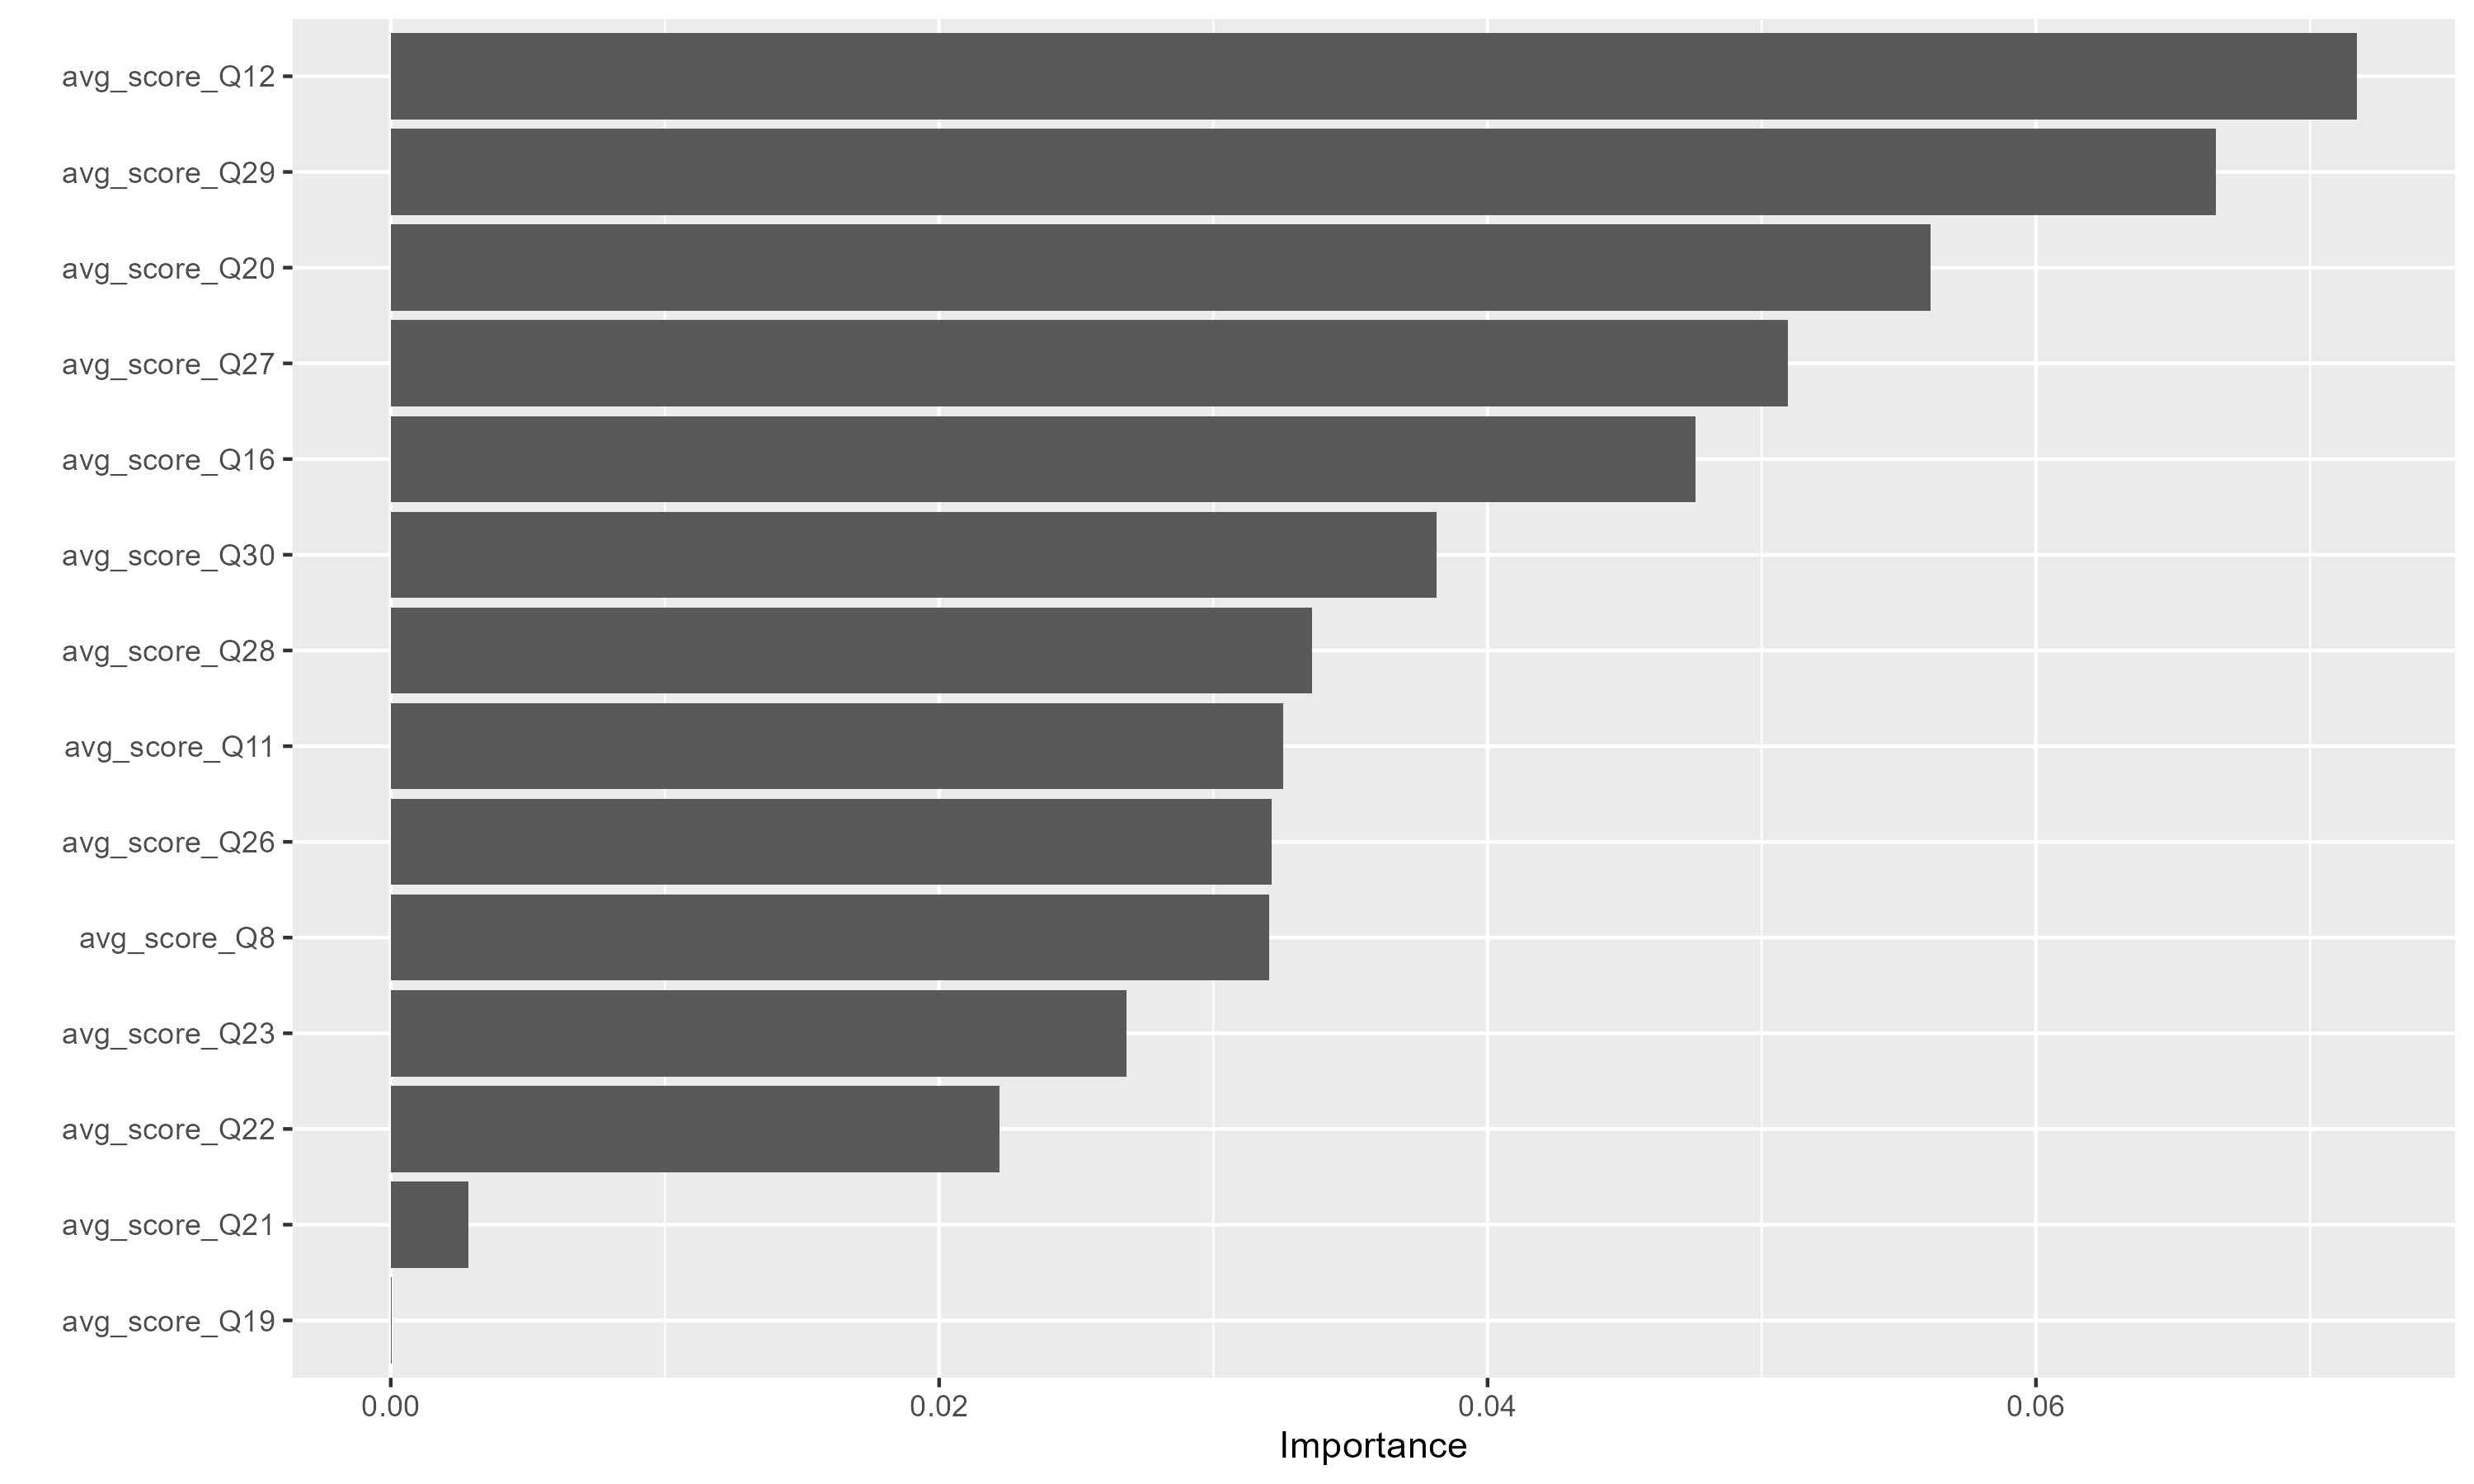 avg_score_Q12
avg_score_Q29
avg_score_Q20
avg_score_Q27
avg_score_Q16
avg_score_Q30
avg_score_Q28
avg_score_Q11
avg_score_Q26
avg_score_Q8
avg_score_Q23
avg_score_Q22
avg_score_Q21
avg_score_Q19
0.00 0.02 0.04 0.06
Importance